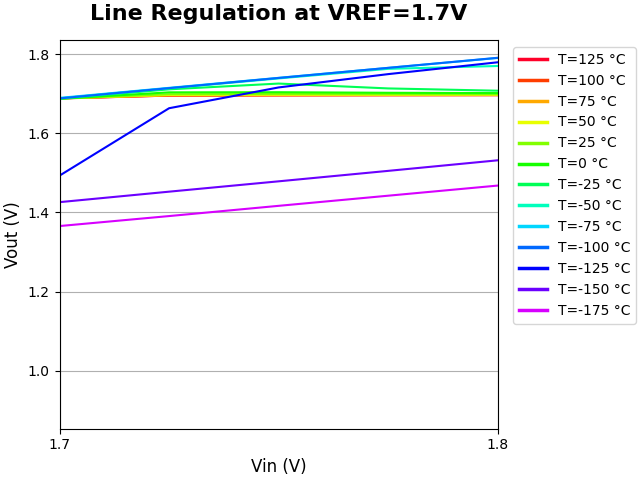 Line Regulation at VREF=1.7V
Vout (V)
1.8
1.6
1.4
1.2
1.0
1.7
1.8
Vin (V)
T=125 °C
T=100 °C
T=75 °C
T=50 °C
T=25 °C
T=0 °C
T=-25 °C
T=-50 °C
T=-75 °C
T=-100 °C
T=-125 °C
T=-150 °C
T=-175 °C